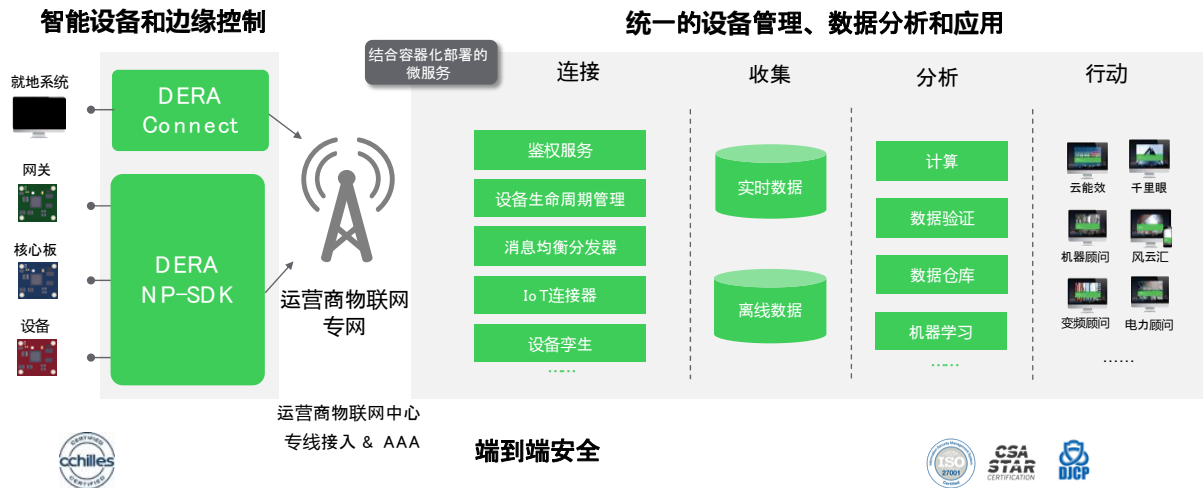 智能设备和边缘控制
统一的设备管理、数据分析和应用
就地系统
网关
核心板
设备
DERA
Connect
DERA
NP-SDK
运营商物联网
专网
运营商物联网中心
专线接入 & AAA
结合容器化部署的
微服务
连接
鉴权服务
设备生命周期管理
消息均衡分发器
IoT连接器
设备孪生
......
收集
实时数据
离线数据
分析
计算
数据验证
数据仓库
机器学习
......
行动
云能效
千里眼
机器顾问
风云汇
变频顾问
电力顾问
......
端到端安全
CERTIFIED
achilles
CERTIFIED
ISO
27001
Certified
CSA
STAR
CERTIFICATION
DJCP